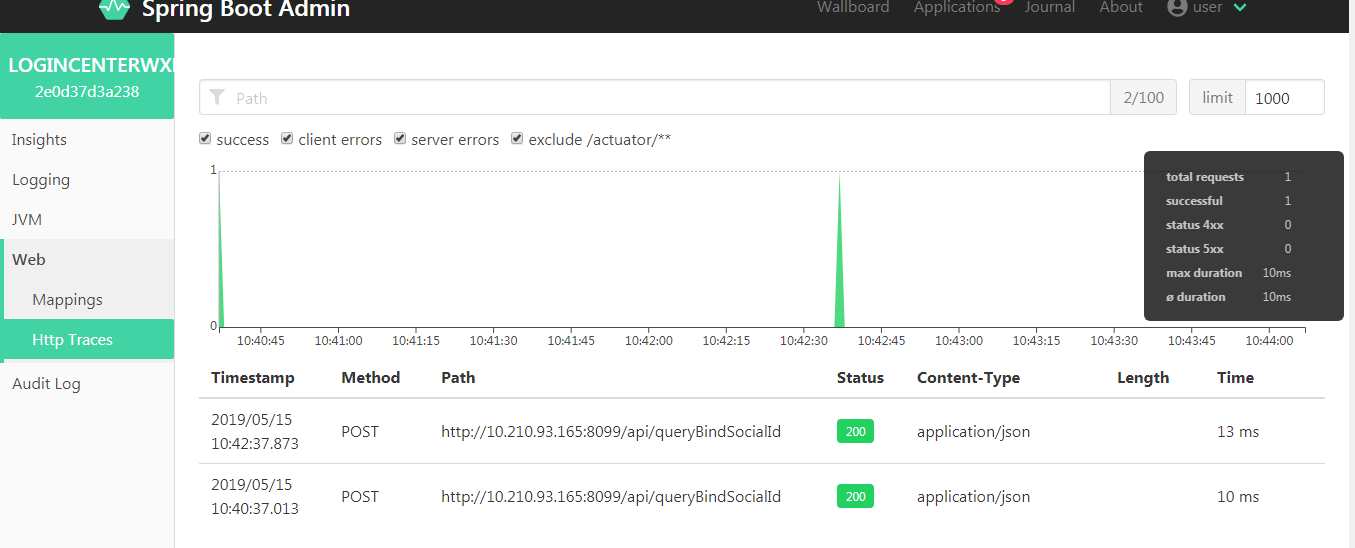 Spring Boot Admin
Wallboard Applications Journal About user
LOGINCENTERWX
2e0d37d3a238
Insights
Logging
JVM
Web
Mappings
Http Traces
Audit Log
Path 2/100 limit 1000
success client errors server errors exclude /actuator/**
1
0
total requests 1
successful 1
status 4xx 0
status 5xx 0
max duration 10ms
ø duration 10ms
10:40:45 10:41:00 10:41:15 10:41:30 10:41:45 10:42:00 10:42:15 10:42:30 10:42:45 10:43:00 10:43:15 10:43:30 10:43:45 10:44:00
Timestamp Method Path Status Content-Type Length Time
2019/05/15
10:42:37.873 POST http://10.210.93.165:8099/api/queryBindSocialId 200 application/json 13 ms
2019/05/15
10:40:37.013 POST http://10.210.93.165:8099/api/queryBindSocialId 200 application/json 10 ms